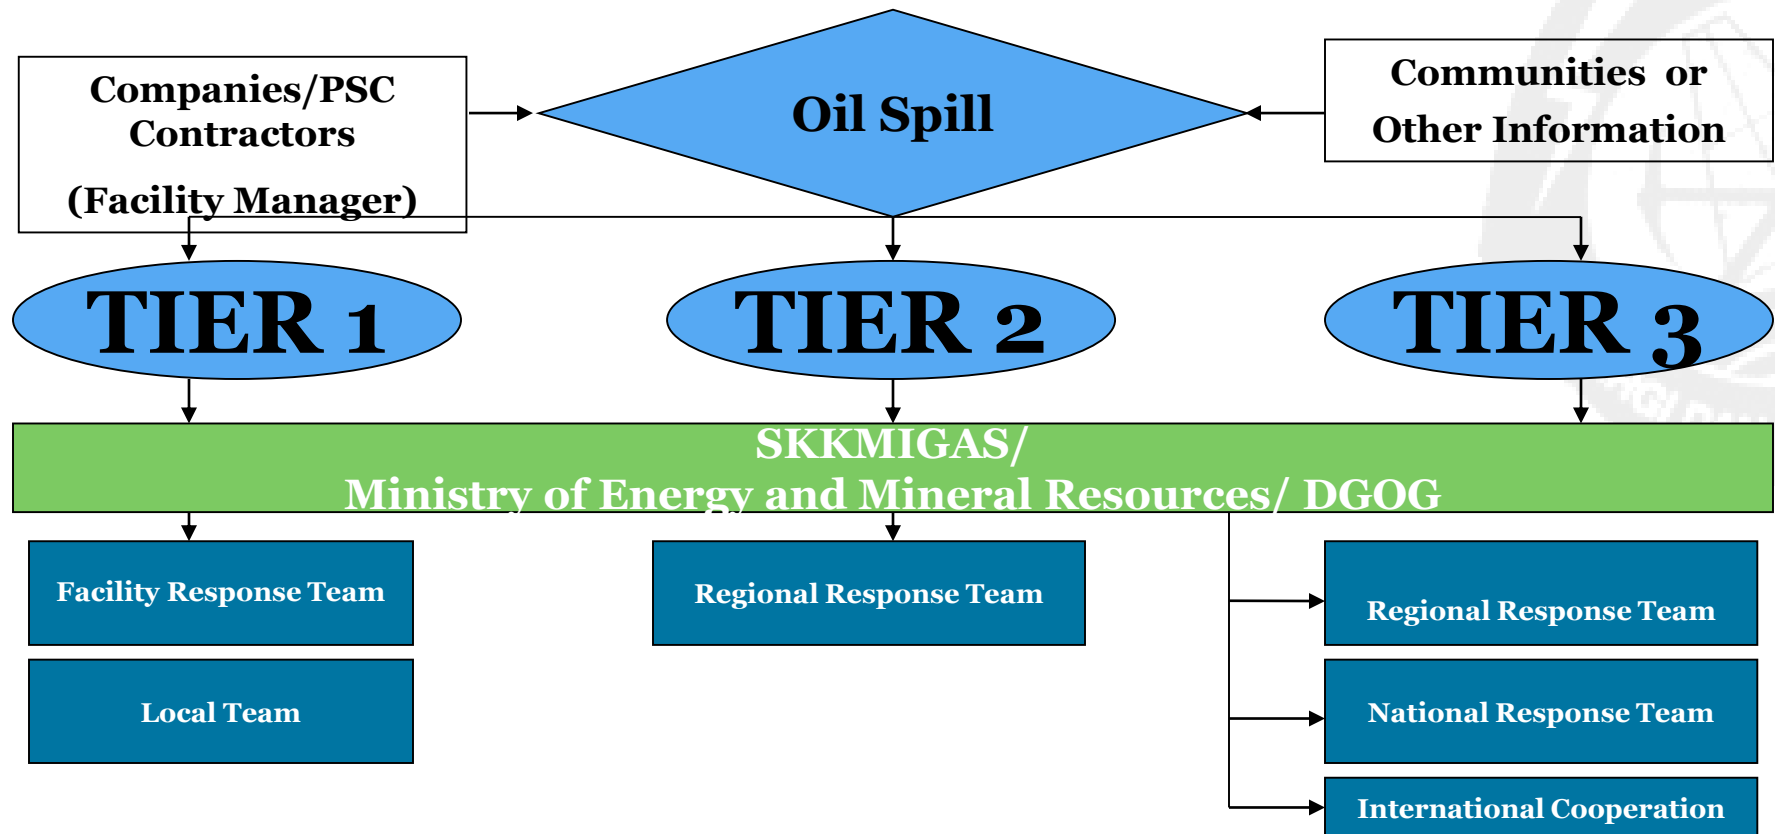 Companies/PSC
Contractors
(Facility Manager)
Oil Spill
Communities or
Other Information
TIER 1
TIER 2
TIER 3
SKKMIGAS/
Ministry of Energy and Mineral Resources/ DGOG
Facility Response Team
Regional Response Team
Regional Response Team
Local Team
National Response Team
International Cooperation